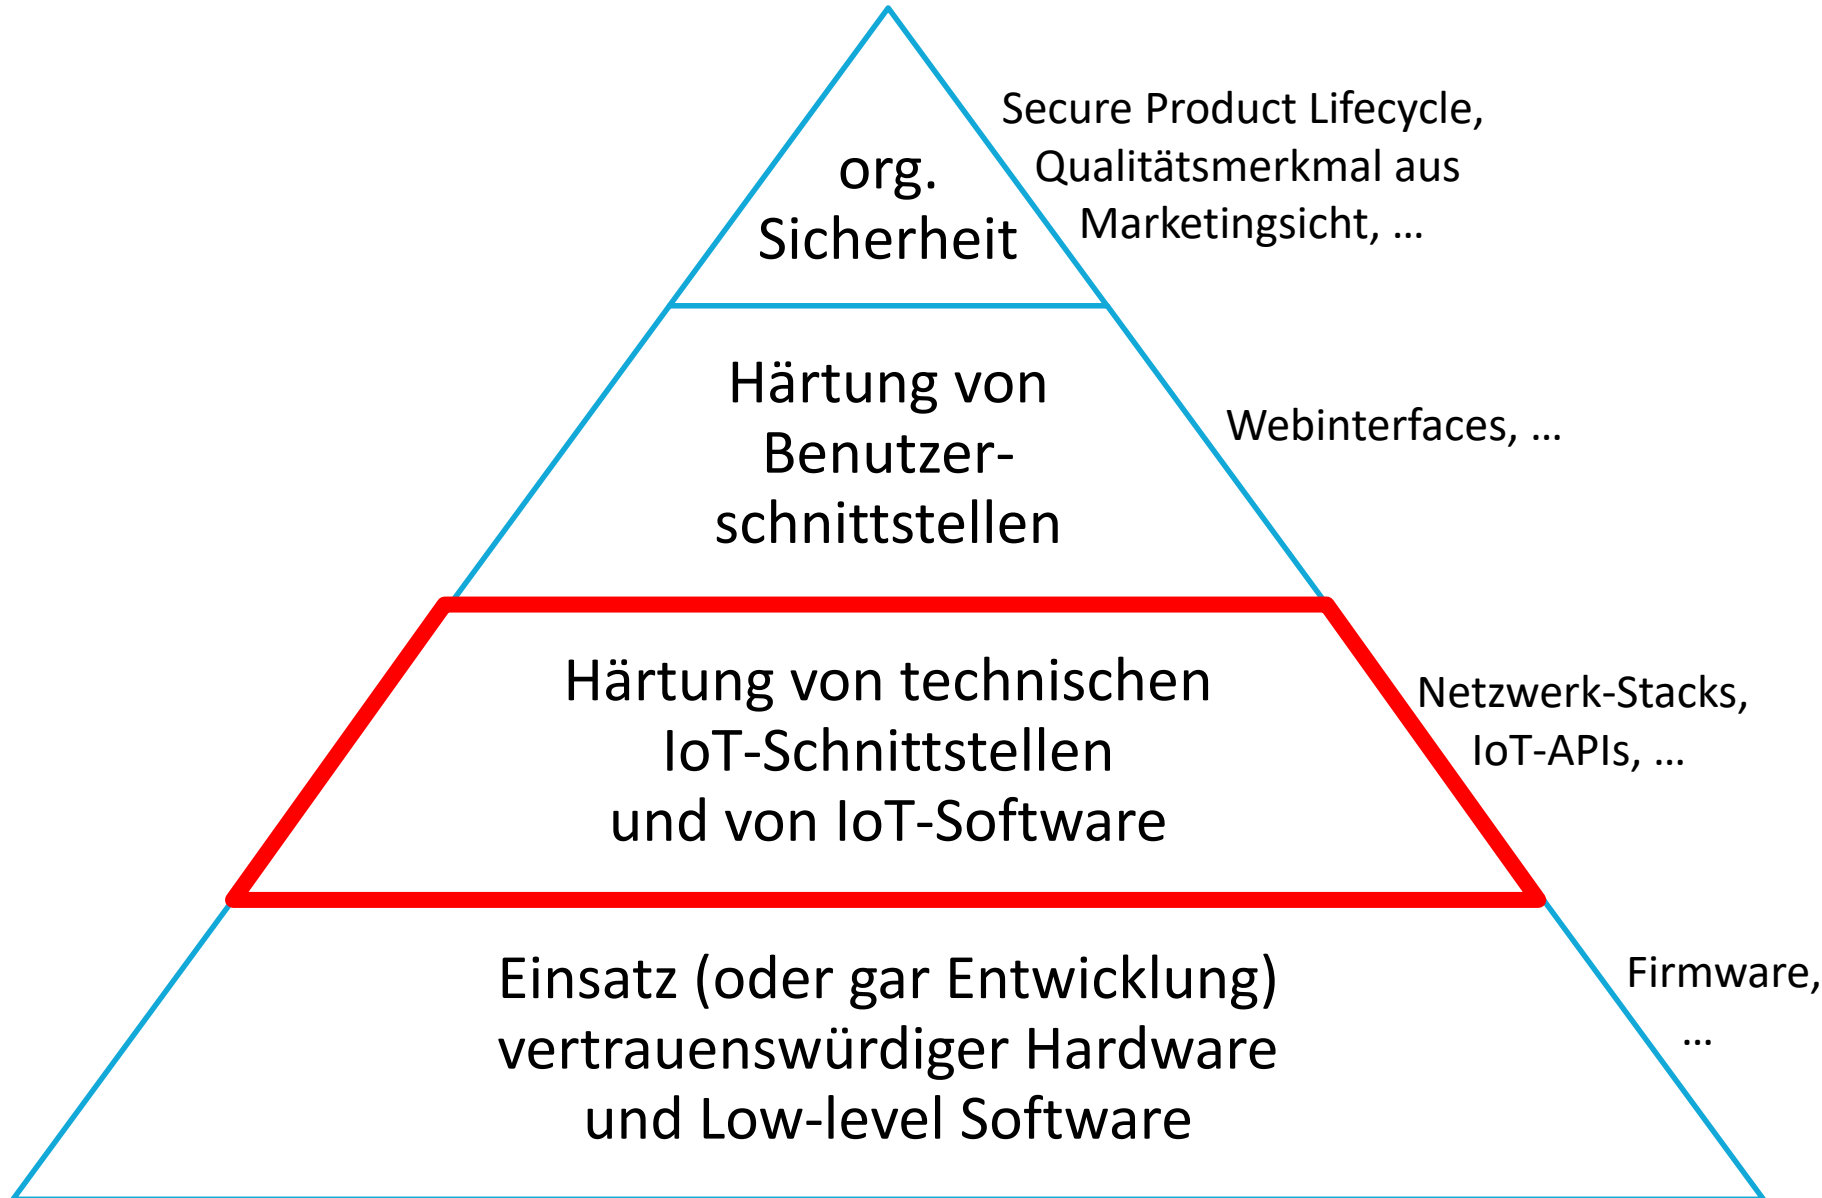 org.
Sicherheit
Secure Product Lifecycle,
Qualitätsmerkmal aus
Marketingsicht, …
Härtung von
Benutzer-
schnittstellen
Webinterfaces, …
Härtung von technischen
IoT-Schnittstellen
und von IoT-Software
Netzwerk-Stacks,
IoT-APIs, …
Einsatz (oder gar Entwicklung)
vertrauenswürdiger Hardware
und Low-level Software
Firmware,
…